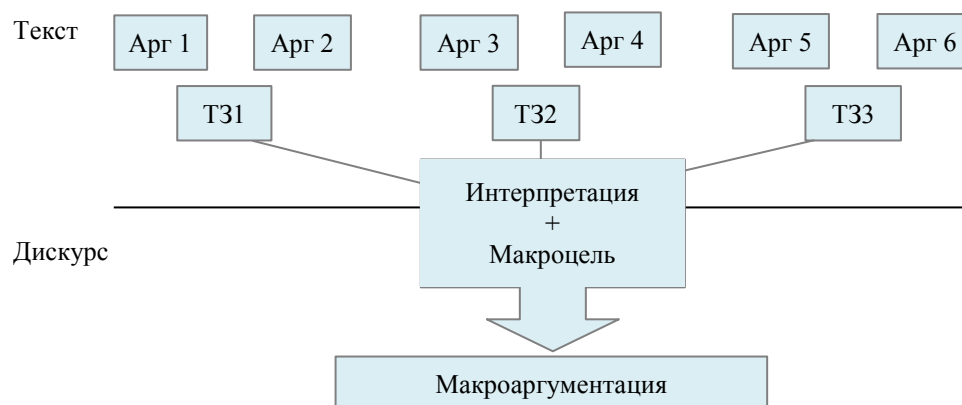 Текст
Арг 1
Арг 2
Арг 3
Арг 4
Арг 5
Арг 6
ТЗ1
ТЗ2
ТЗ3
Интерпретация
+
Макроцель
Дискурс
Макроаргументация